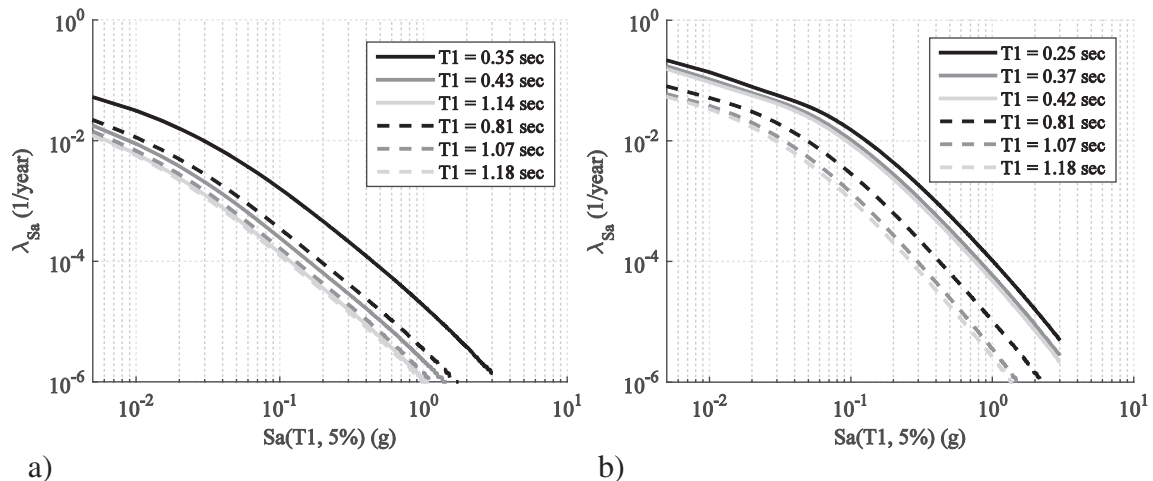 10^0
10^-2
10^-4
10^-6
λ_Sa (1/year)
T1 = 0.35 sec
T1 = 0.43 sec
T1 = 1.14 sec
T1 = 0.81 sec
T1 = 1.07 sec
T1 = 1.18 sec
10^-2
10^-1
10^0
10^1
Sa(T1, 5%) (g)
a)
10^0
10^-2
10^-4
10^-6
λ_Sa (1/year)
T1 = 0.25 sec
T1 = 0.37 sec
T1 = 0.42 sec
T1 = 0.81 sec
T1 = 1.07 sec
T1 = 1.18 sec
10^-2
10^-1
10^0
10^1
Sa(T1, 5%) (g)
b)